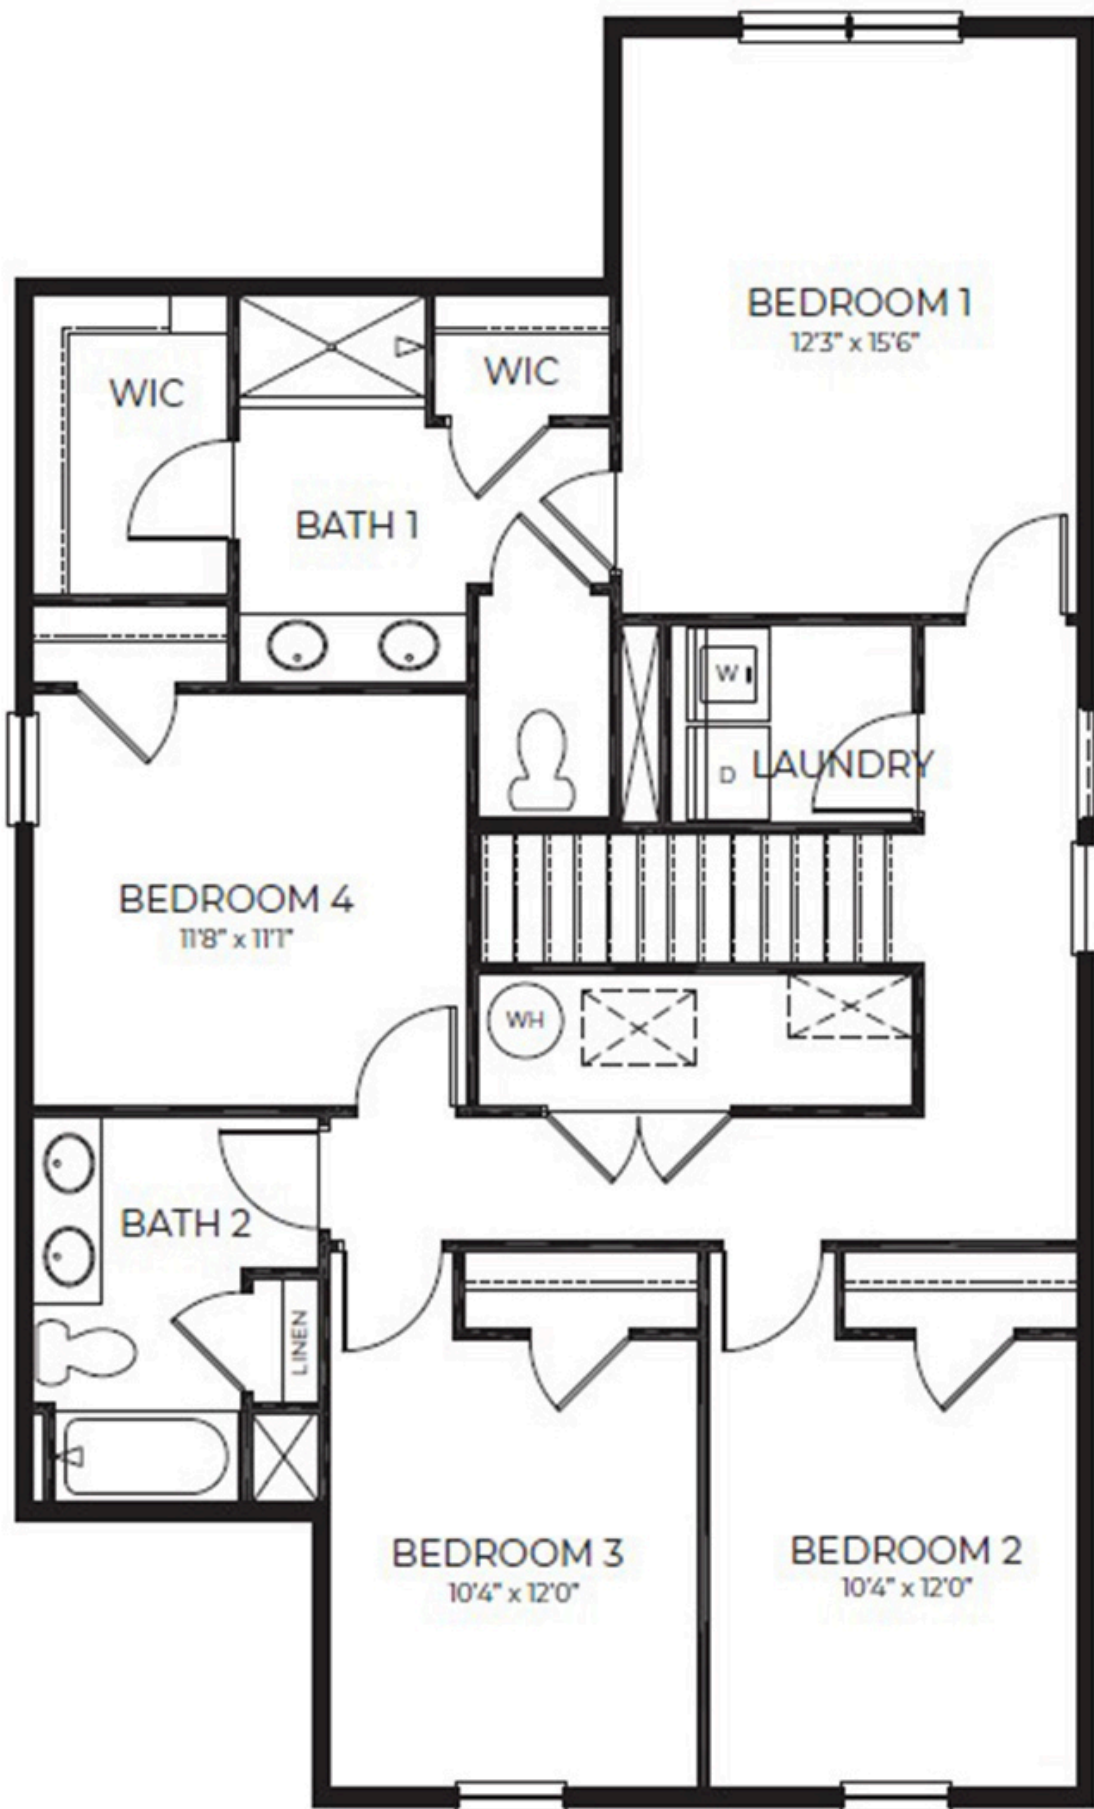 BEDROOM 1
12'3" x 15'6"
WIC
WIC
BATH 1
W
D
LAUNDRY
BEDROOM 4
11'8" x 11'1"
WH
BATH 2
LINEN
BEDROOM 3
10'4" x 12'0"
BEDROOM 2
10'4" x 12'0"